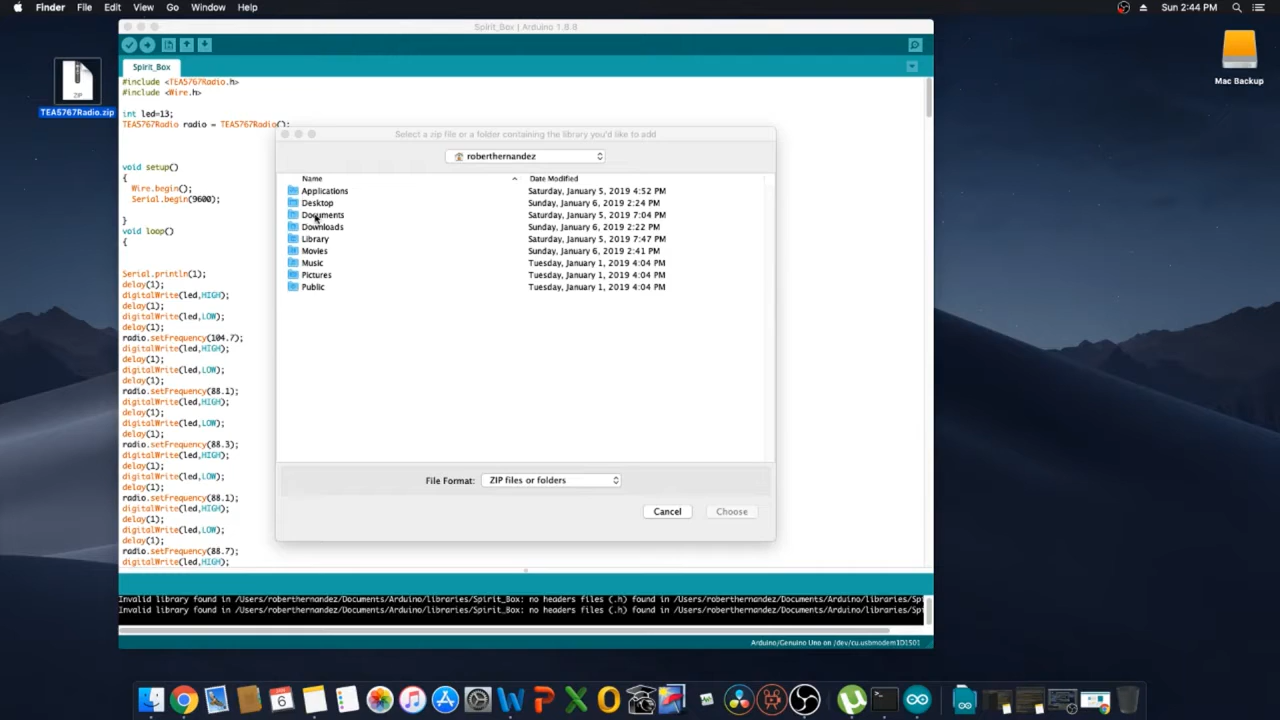 Finder File Edit View Go Window Help
Sun 2:44 PM
Spirit_Box | Arduino 1.8.8
ZIP
TEA5767Radio.zip
Mac Backup
Spirit_Box
#include <TEA5767Radio.h>
#include <Wire.h>
int led=13;
TEA5767Radio radio = TEA5767Radio();
void setup()
{
Wire.begin();
Serial.begin(9600);
}
void loop()
{
Serial.println(1);
delay(1);
digitalWrite(led,HIGH);
delay(1);
digitalWrite(led,LOW);
delay(1);
radio.setFrequency(104.7);
digitalWrite(led,HIGH);
delay(1);
digitalWrite(led,LOW);
delay(1);
radio.setFrequency(88.1);
digitalWrite(led,HIGH);
delay(1);
digitalWrite(led,LOW);
delay(1);
radio.setFrequency(88.3);
digitalWrite(led,HIGH);
delay(1);
digitalWrite(led,LOW);
delay(1);
radio.setFrequency(88.1);
digitalWrite(led,HIGH);
delay(1);
digitalWrite(led,LOW);
delay(1);
radio.setFrequency(88.7);
digitalWrite(led,HIGH);
Select a zip file or a folder containing the library you'd like to add
roberthernandez
Name Date Modified
Applications Saturday, January 5, 2019 4:52 PM
Desktop Sunday, January 6, 2019 2:24 PM
Documents Saturday, January 5, 2019 7:04 PM
Downloads Sunday, January 6, 2019 2:22 PM
Library Saturday, January 5, 2019 7:47 PM
Movies Sunday, January 6, 2019 2:41 PM
Music Tuesday, January 1, 2019 4:04 PM
Pictures Tuesday, January 1, 2019 4:04 PM
Public Tuesday, January 1, 2019 4:04 PM
File Format: ZIP files or folders
Cancel Choose
Invalid library found in /Users/roberthernandez/Documents/Arduino/libraries/Spirit_Box: no headers files (.h) found in /Users/roberthernandez/Documents/Arduino/libraries/Spi
Invalid library found in /Users/roberthernandez/Documents/Arduino/libraries/Spirit_Box: no headers files (.h) found in /Users/roberthernandez/Documents/Arduino/libraries/Spi
Arduino/Genuino Uno on /dev/cu.usbmodem1D1501
6